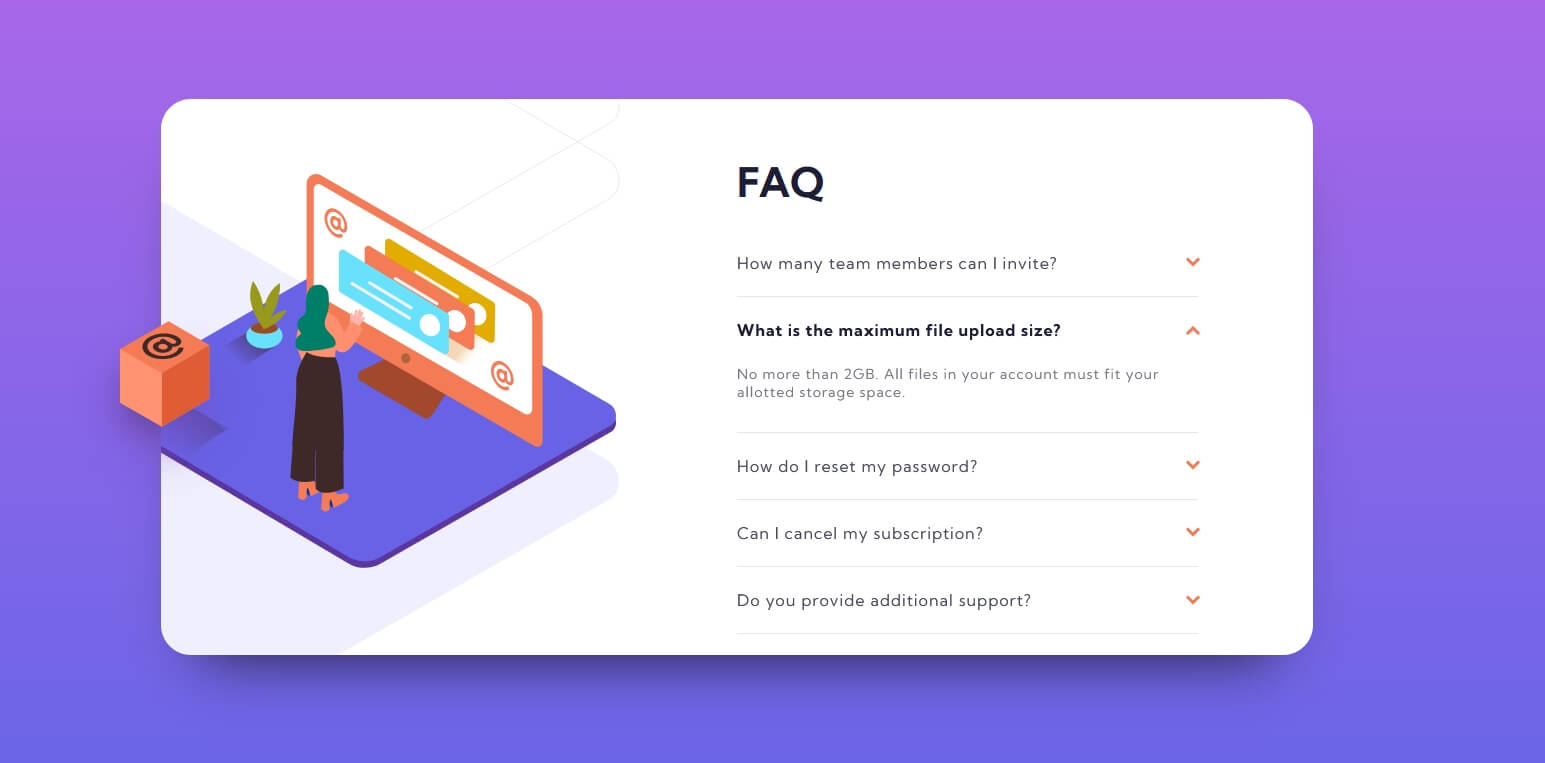 FAQ
How many team members can I invite?
What is the maximum file upload size?
No more than 2GB. All files in your account must fit your
allotted storage space.
How do I reset my password?
Can I cancel my subscription?
Do you provide additional support?
@
@
@